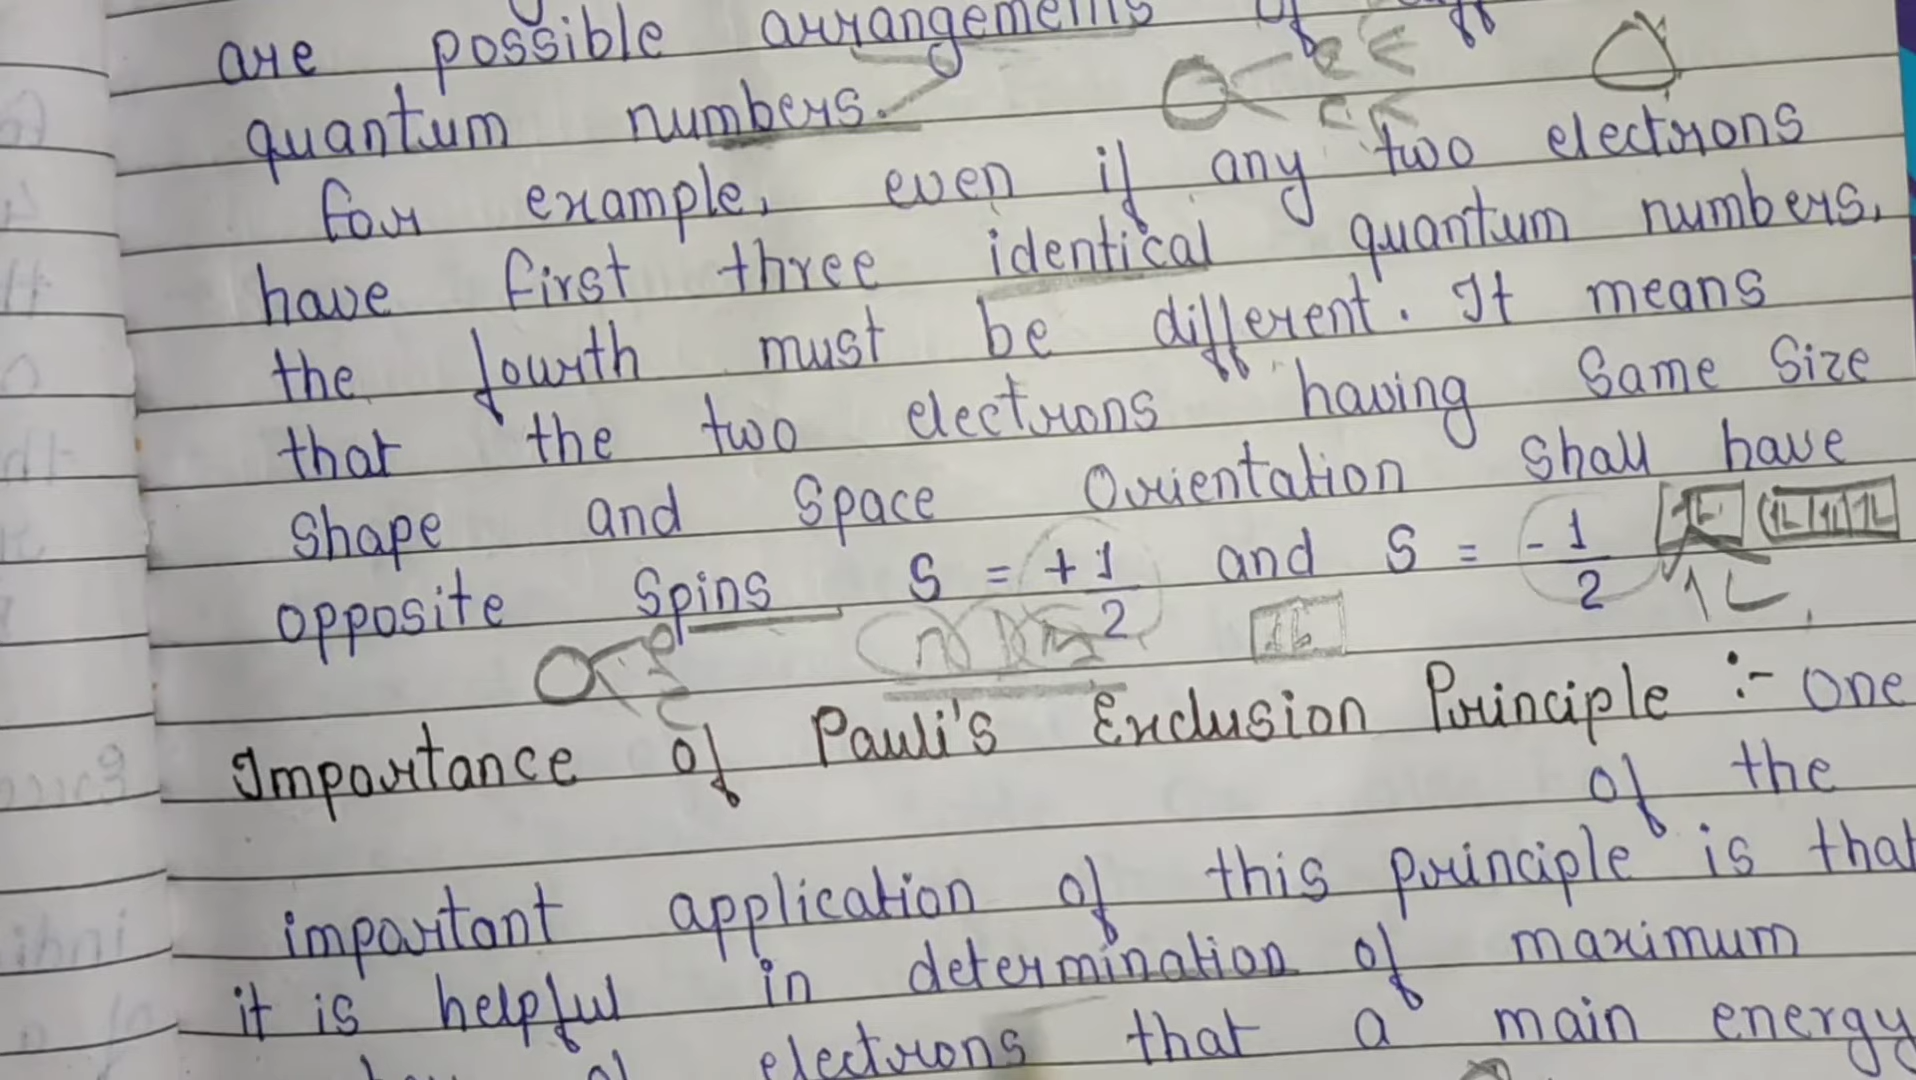 are possible arrangements of
quantum numbers.
for example, even if any two electrons
have first three identical quantum numbers,
the fourth must be different. It means
that the two electrons having same size
shape and space Orientation shall have
opposite spins S = +1/2 and S = -1/2
Importance of Pauli's Exclusion Principle :- One
of the
important application of this principle is that
it is helpful in determination of maximum
electrons that a main energy